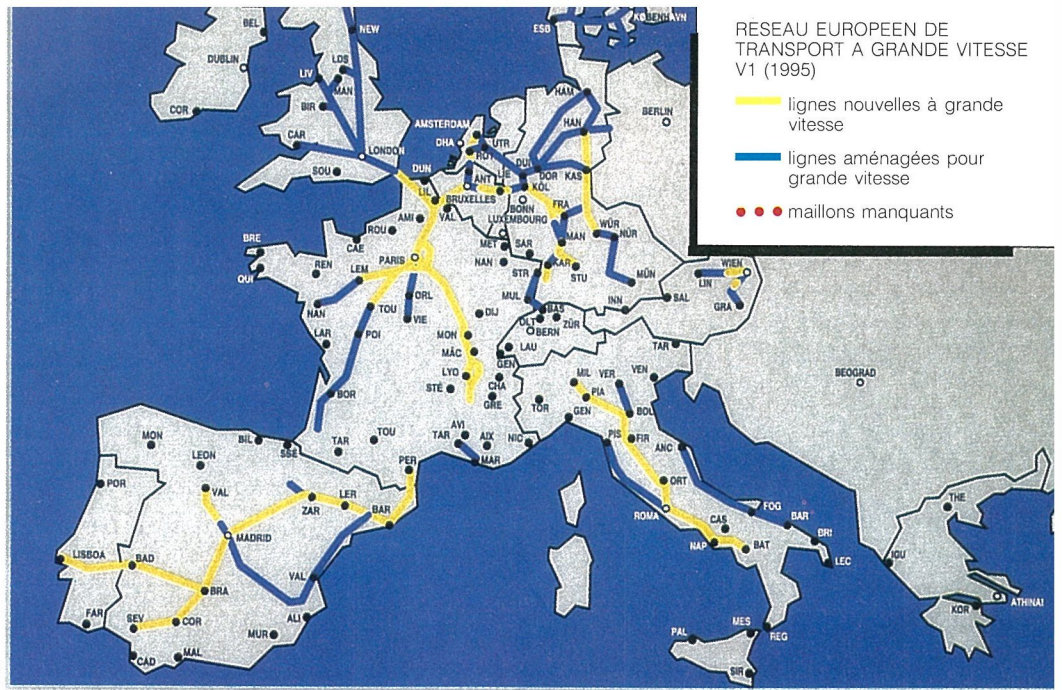 RESEAU EUROPEEN DE
TRANSPORT A GRANDE VITESSE
V1 (1995)
lignes nouvelles à grande
vitesse
lignes aménagées pour
grande vitesse
maillons manquants
BEL
NEW
ESB
KOBENHAVN
DUBLIN
LDS
LIV
MAN
HAM
BERLIN
COR
BIR
AMSTERDAM
HAN
CAR
DHA
UTR
ROT
LONDON
DUI
DOR
KAS
SOU
DUN
ANT
LIE
KÖL
LIL
BRUXELLES
BONN
FRA
AMI
VAL
LUXEMBOURG
WÜR
ROU
MAN
NÜR
BRE
CAE
MET
SAR
REN
PARIS
NAN
KAR
WIEN
QUI
LEM
STR
STU
MÜN
LIN
NAN
TOU
ORL
MUL
INN
SAL
GRA
LAR
POI
VIE
DIJ
BAS
OLT
ZÜR
BERN
MON
LAU
TAR
MÂC
GEN
LYO
CHA
MIL
VER
VEN
BEOGRAD
STÉ
GRE
TOR
PIA
BOR
GEN
BOL
MON
BIL
TAR
TOU
AVI
AIX
NIC
PIS
FIR
ANC
SSE
TAR
MAR
LEON
PER
POR
VAL
LER
ORT
ZAR
BAR
ROMA
FOG
THE
CAS
BAR
MADRID
BRI
NAP
BAT
LISBOA
BAD
LEC
IGU
VAL
BRA
ATHINAI
FAR
SEV
COR
ALI
KOR
MUR
MES
PAL
REG
CAD
MAL
SIR